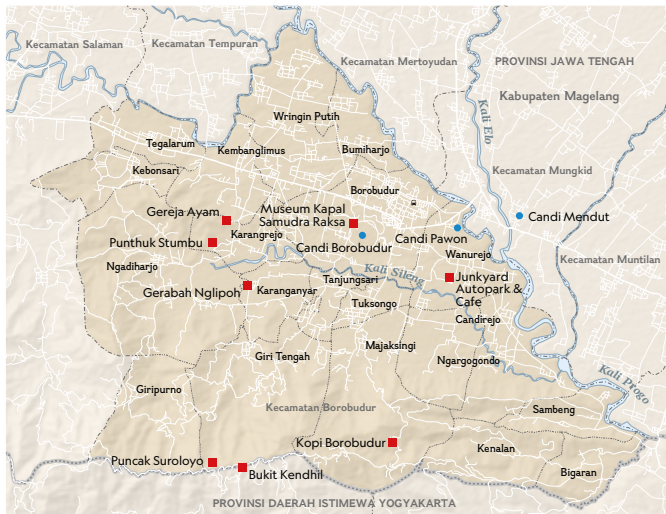 Kecamatan Salaman
Kecamatan Tempuran
Kecamatan Mertoyudan
PROVINSI JAWA TENGAH
Kabupaten Magelang
Kali Elo
Wringin Putih
Tegalarum
Kembanglimus
Bumiharjo
Kebonsari
Kecamatan Mungkid
Borobudur
Gereja Ayam
Museum Kapal
Samudra Raksa
Candi Mendut
Punthuk Stumbu
Karangrejo
Candi Borobudur
Candi Pawon
Wanurejo
Kecamatan Muntilan
Ngadiharjo
Kali Sileng
Tanjungsari
Junkyard
Autopark &
Cafe
Gerabah Nglipoh
Karanganyar
Tuksongo
Candirejo
Majaksingi
Giri Tengah
Ngargogondo
Kali Progo
Giripurno
Kecamatan Borobudur
Sambeng
Kopi Borobudur
Kenalan
Puncak Suroloyo
Bukit Kendhil
Bigaran
PROVINSI DAERAH ISTIMEWA YOGYAKARTA